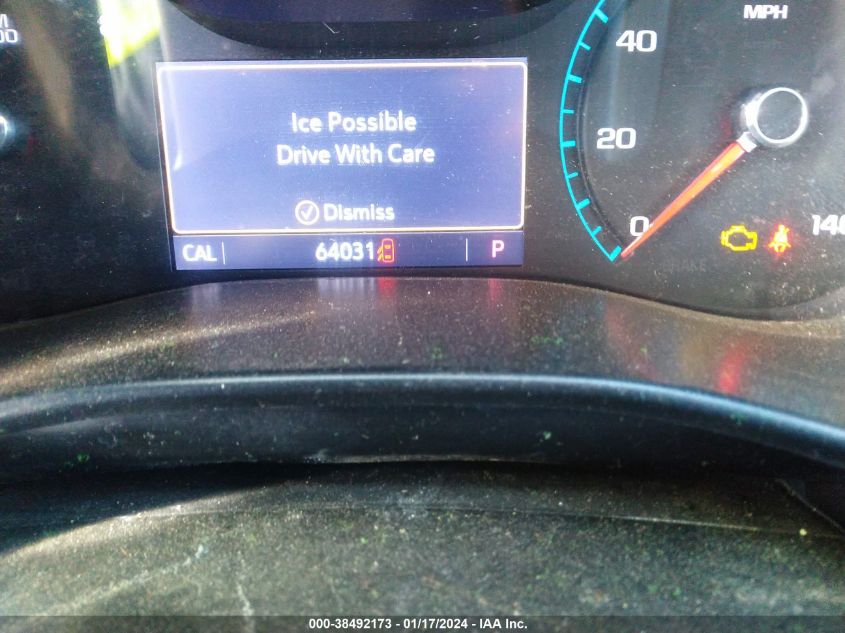 40
MPH
Ice Possible
Drive With Care
20
Dismiss
0
CAL 64031 P
000-38492173 - 01/17/2024 - IAA Inc.